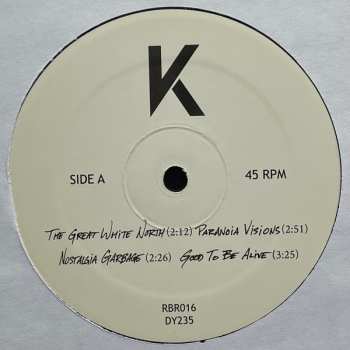 K
SIDE A 45 RPM
THE GREAT WHITE NORTH (2:12) PARANOIA VISIONS (2:51)
NOSTALGIA GARBAGE (2:26) GOOD TO BE ALIVE (3:25)
RBR016
DY235